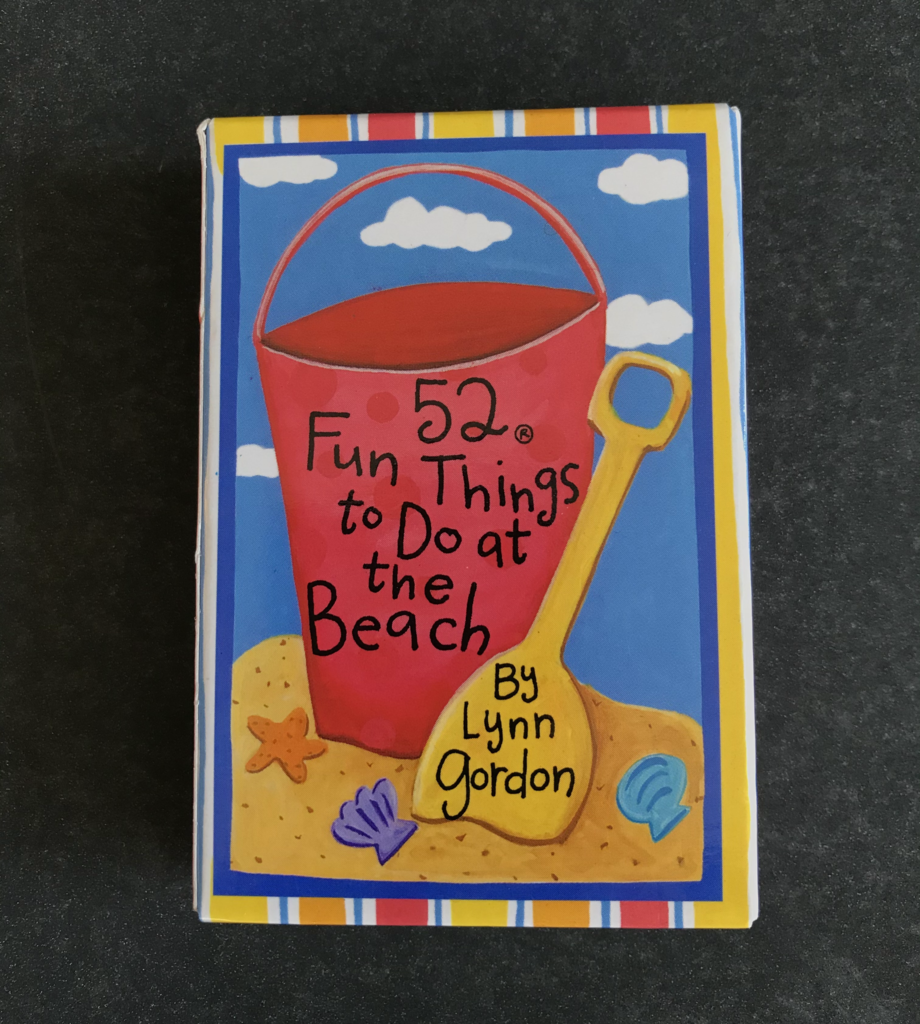 52®
Fun Things
to Do at
the
Beach
By
Lynn
Gordon